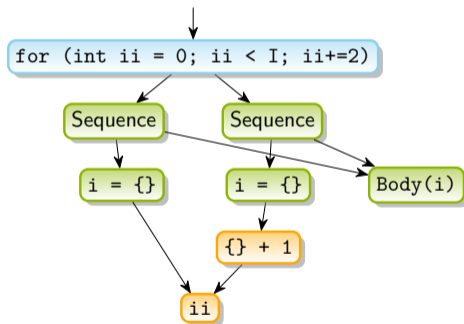 for (int ii = 0; ii < I; ii+=2)
Sequence
Sequence
i = {}
i = {}
Body(i)
{} + 1
ii